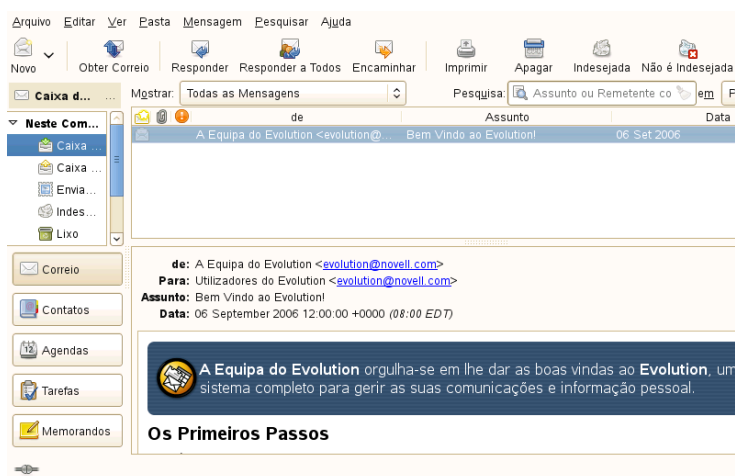 Arquivo Editar Ver Pasta Mensagem Pesquisar Ajuda
Novo Obter Correio Responder Responder a Todos Encaminhar Imprimir Apagar Indesejada Não é Indesejada
Caixa d... ... Mostrar: Todas as Mensagens Pesquisa: Assunto ou Remetente co em
Neste Com...
Caixa ...
Caixa ...
Envia...
Indes...
Lixo
de Assunto Data
A Equipa do Evolution <evolution@... Bem Vindo ao Evolution! 06 Set 2006
Correio
Contatos
12 Agendas
Tarefas
Memorandos
de: A Equipa do Evolution <evolution@novell.com>
Para: Utilizadores do Evolution <evolution@novell.com>
Assunto: Bem Vindo ao Evolution!
Data: 06 September 2006 12:00:00 +0000 (08:00 EDT)
A Equipa do Evolution orgulha-se em lhe dar as boas vindas ao Evolution, um
sistema completo para gerir as suas comunicações e informação pessoal.
Os Primeiros Passos